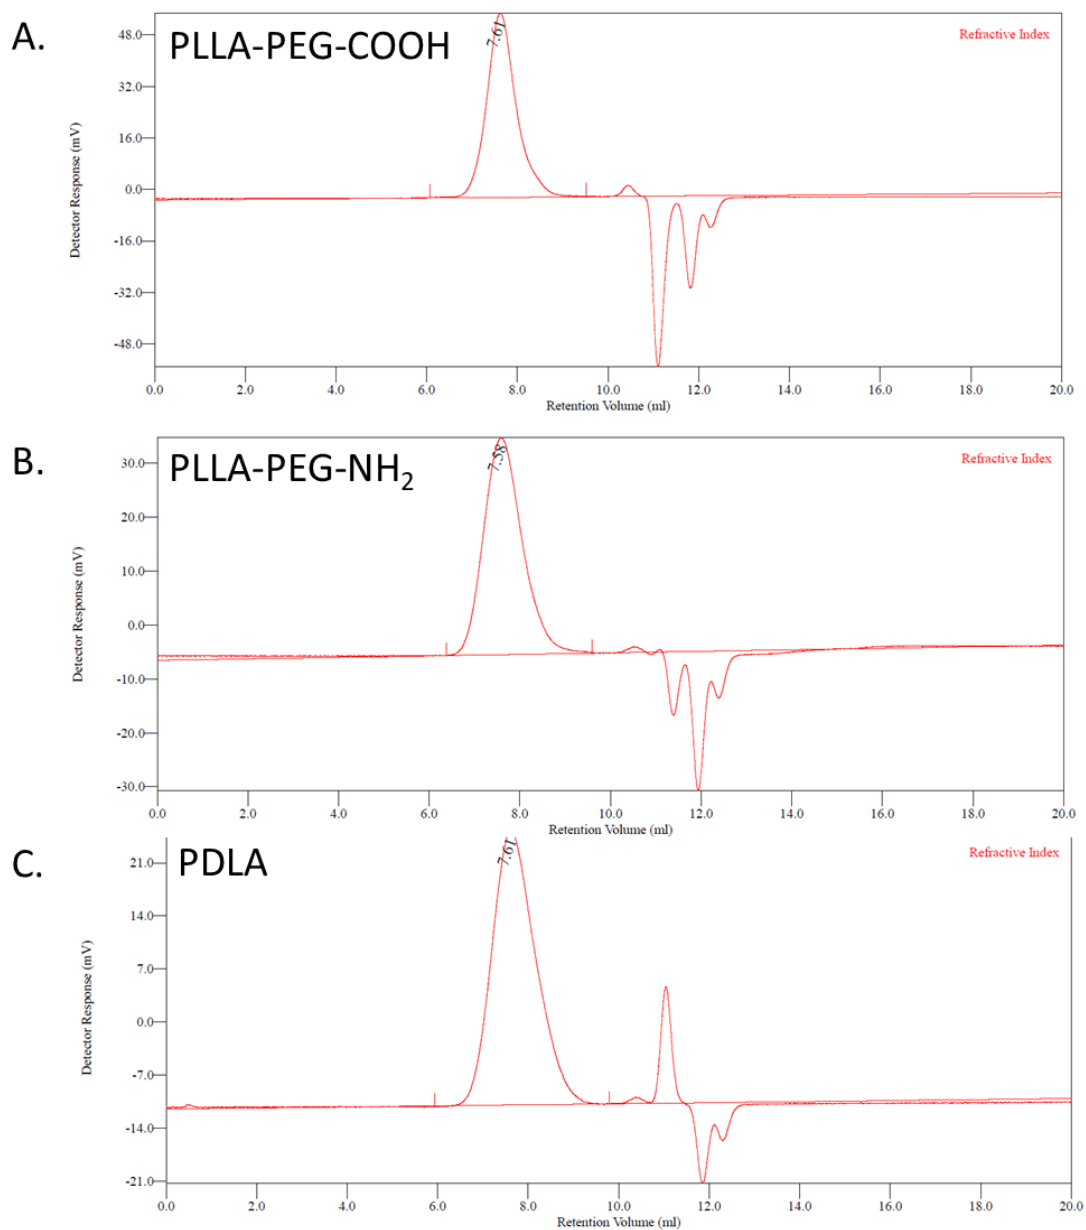 A.
PLLA-PEG-COOH
7.61
Refractive Index
Detector Response (mV)
48.0
32.0
16.0
0.0
-16.0
-32.0
-48.0
0.0 2.0 4.0 6.0 8.0 10.0 12.0 14.0 16.0 18.0 20.0
Retention Volume (ml)
B.
PLLA-PEG-NH₂
7.58
Refractive Index
Detector Response (mV)
30.0
20.0
10.0
0.0
-10.0
-20.0
-30.0
0.0 2.0 4.0 6.0 8.0 10.0 12.0 14.0 16.0 18.0 20.0
Retention Volume (ml)
C.
PDLA
7.61
Refractive Index
Detector Response (mV)
21.0
14.0
7.0
0.0
-7.0
-14.0
-21.0
0.0 2.0 4.0 6.0 8.0 10.0 12.0 14.0 16.0 18.0 20.0
Retention Volume (ml)